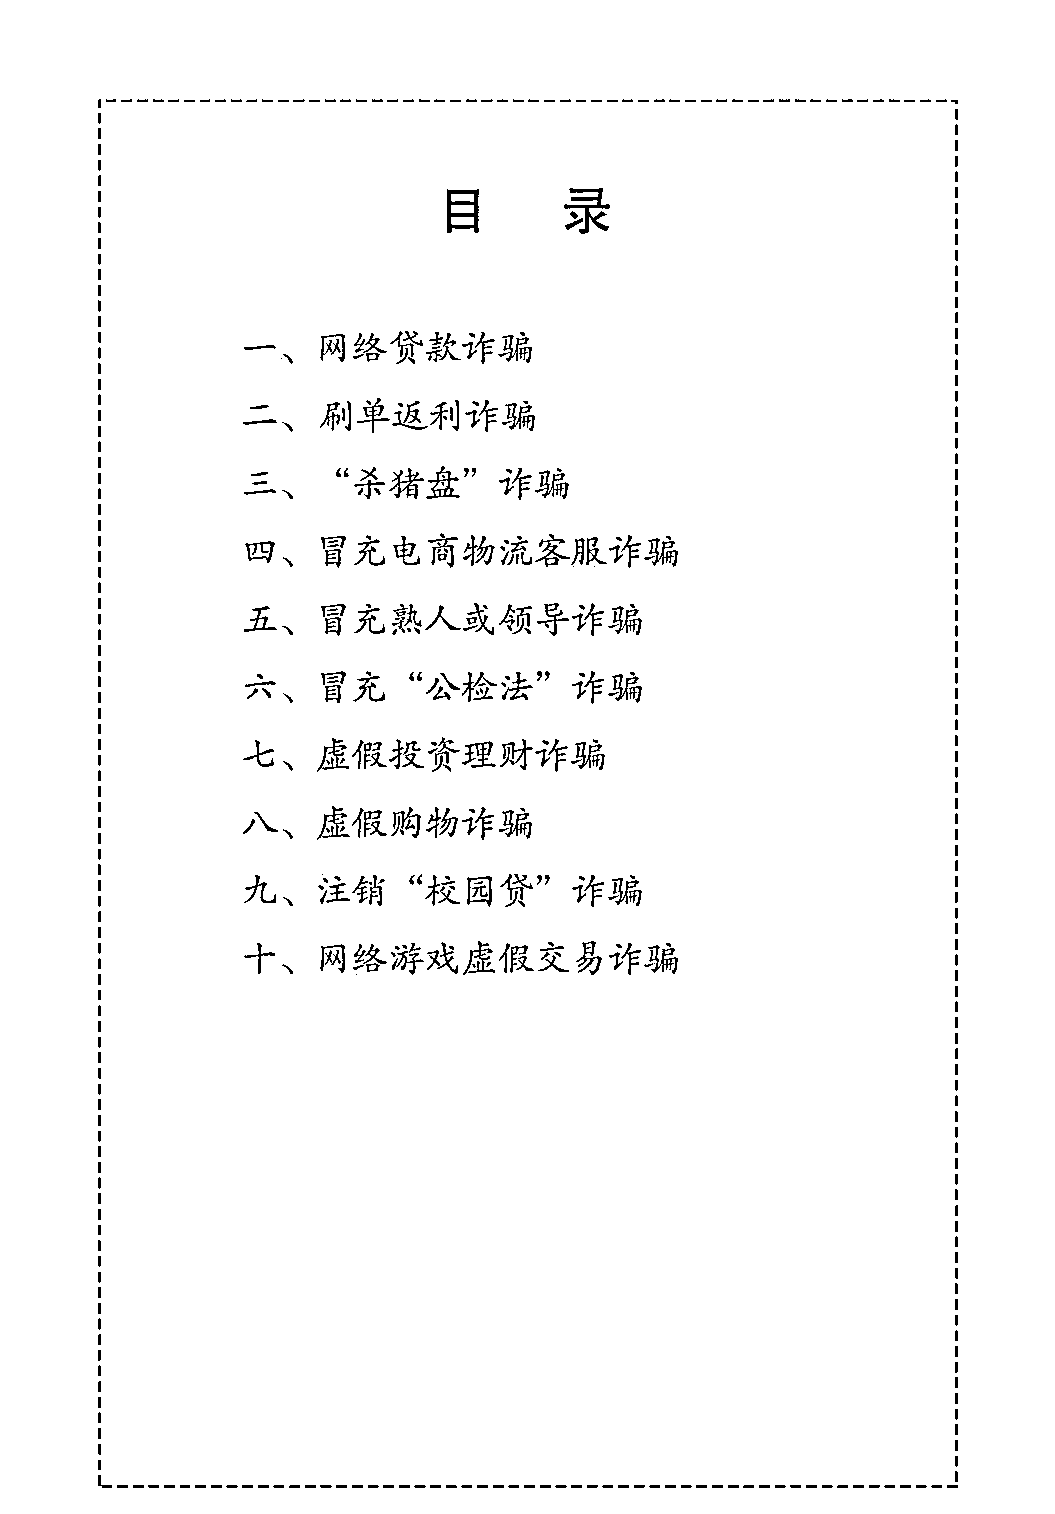 目 录
一、网络贷款诈骗
二、刷单返利诈骗
三、“杀猪盘”诈骗
四、冒充电商物流客服诈骗
五、冒充熟人或领导诈骗
六、冒充“公检法”诈骗
七、虚假投资理财诈骗
八、虚假购物诈骗
九、注销“校园贷”诈骗
十、网络游戏虚假交易诈骗